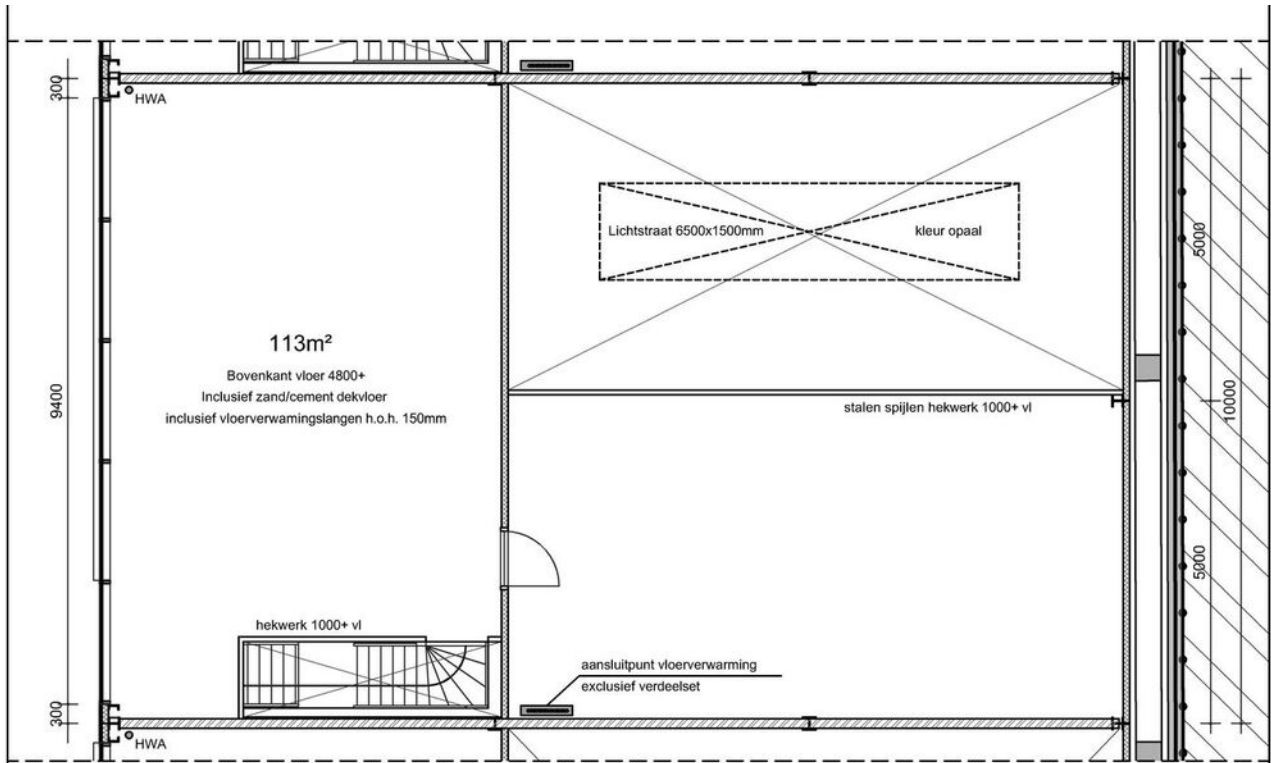 300
HWA
Lichtstraat 6500x1500mm
kleur opaal
5000
113m²
Bovenkant vloer 4800+
Inclusief zand/cement dekvloer
inclusief vloerverwamingslangen h.o.h. 150mm
9400
stalen spijlen hekwerk 1000+ vl
10000
5000
hekwerk 1000+ vl
aansluitpunt vloerverwarming
exclusief verdeelset
300
HWA